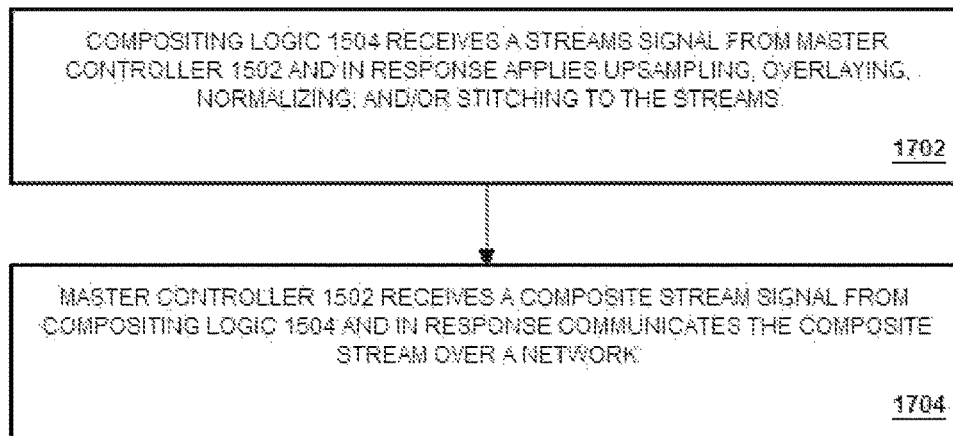 COMPOSITING LOGIC 1504 RECEIVES A STREAMS SIGNAL FROM MASTER
CONTROLLER 1502 AND IN RESPONSE APPLIES UPSAMPLING, OVERLAYING,
NORMALIZING, AND/OR STITCHING TO THE STREAMS
1702
MASTER CONTROLLER 1502 RECEIVES A COMPOSITE STREAM SIGNAL FROM
COMPOSITING LOGIC 1504 AND IN RESPONSE COMMUNICATES THE COMPOSITE
STREAM OVER A NETWORK
1704